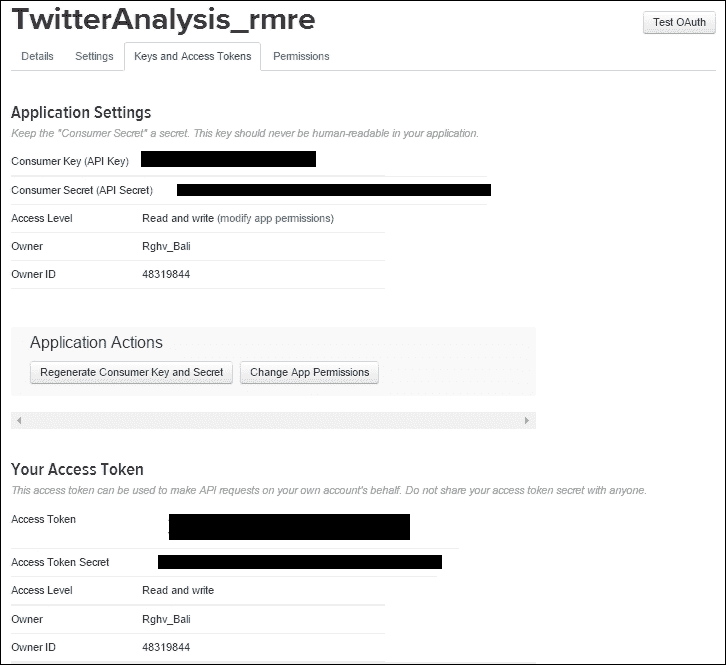 TwitterAnalysis_rmre
Test OAuth
Details Settings Keys and Access Tokens Permissions
Application Settings
Keep the "Consumer Secret" a secret. This key should never be human-readable in your application.
Consumer Key (API Key)
Consumer Secret (API Secret)
Access Level Read and write (modify app permissions)
Owner Rghv_Bali
Owner ID 48319844
Application Actions
Regenerate Consumer Key and Secret Change App Permissions
Your Access Token
This access token can be used to make API requests on your own account's behalf. Do not share your access token secret with anyone.
Access Token
Access Token Secret
Access Level Read and write
Owner Rghv_Bali
Owner ID 48319844